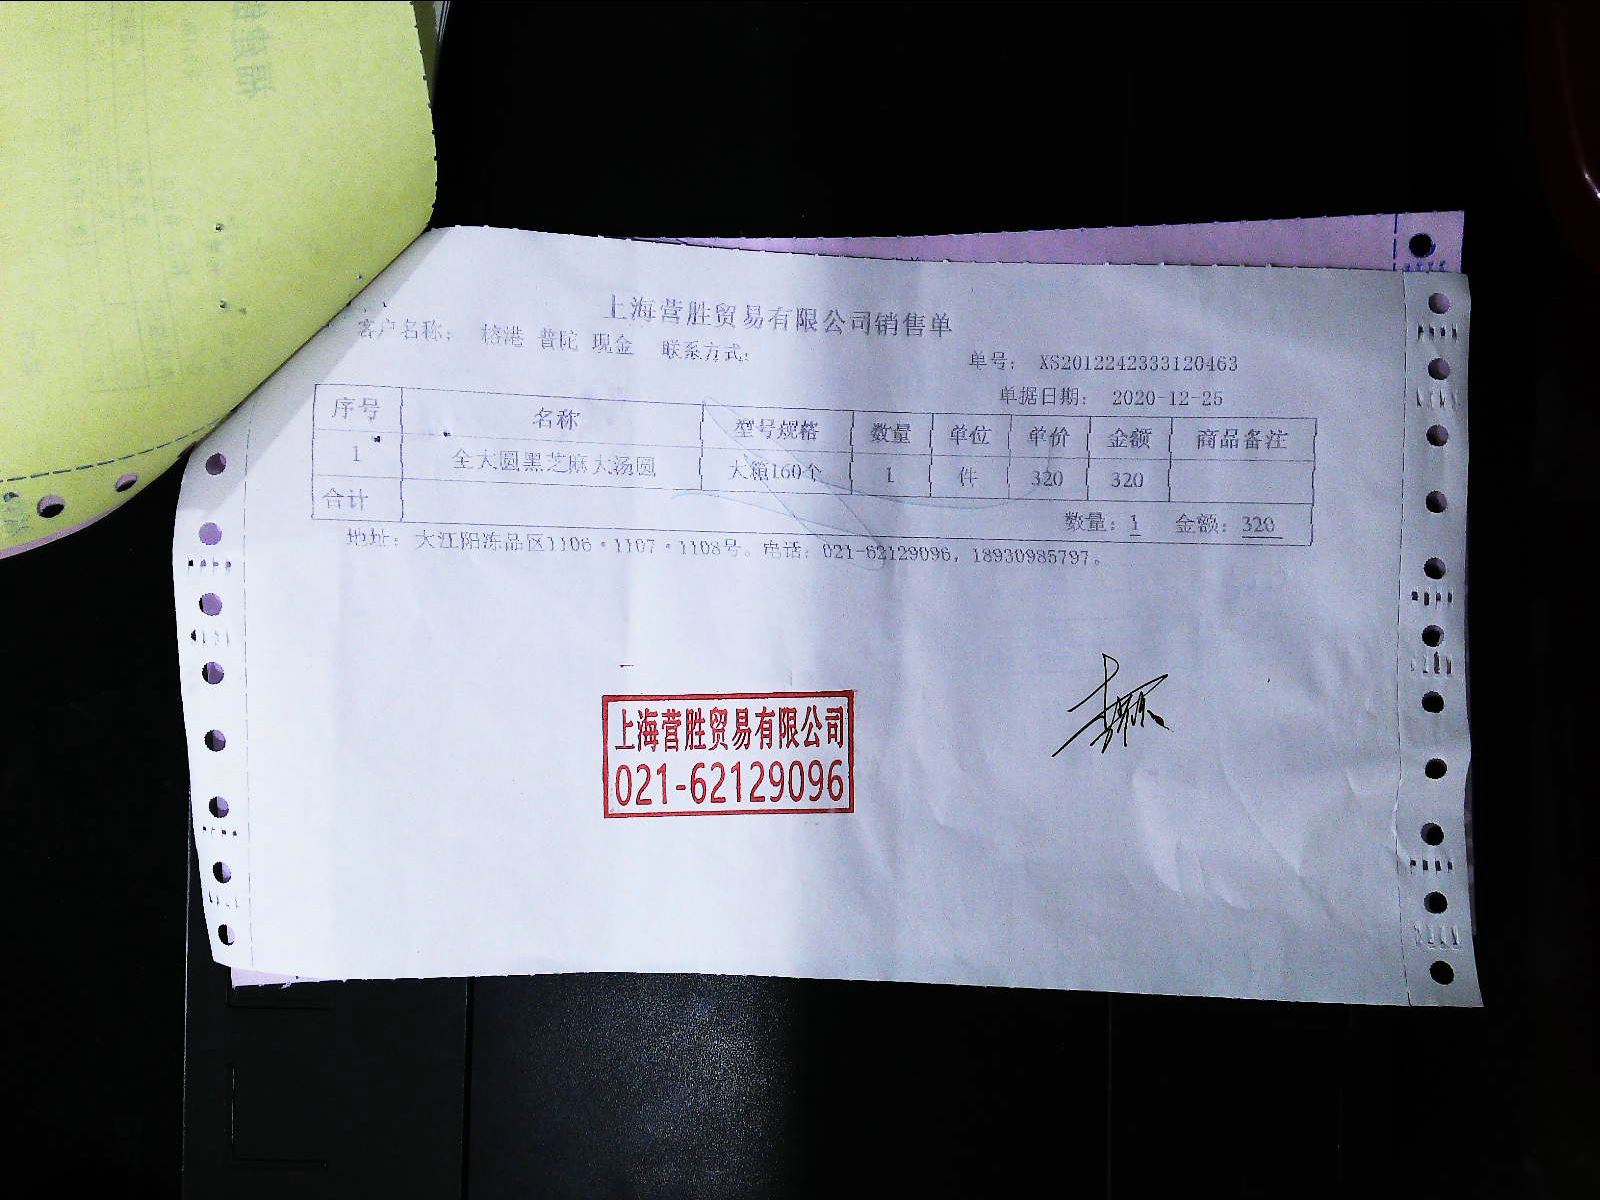 上海营胜贸易有限公司销售单
客户名称： 榕港 普陀 现金 联系方式：
单号： XS2012242333120463
单据日期： 2020-12-25
序号 名称 型号规格 数量 单位 单价 金额 商品备注
1 全大圆黑芝麻大汤圆 大箱160个 1 件 320 320
合计 数量：1 金额：320
地址： 大江阳冻品区1106·1107·1108号。电话：021-62129096，18930985797。
上海营胜贸易有限公司
021-62129096